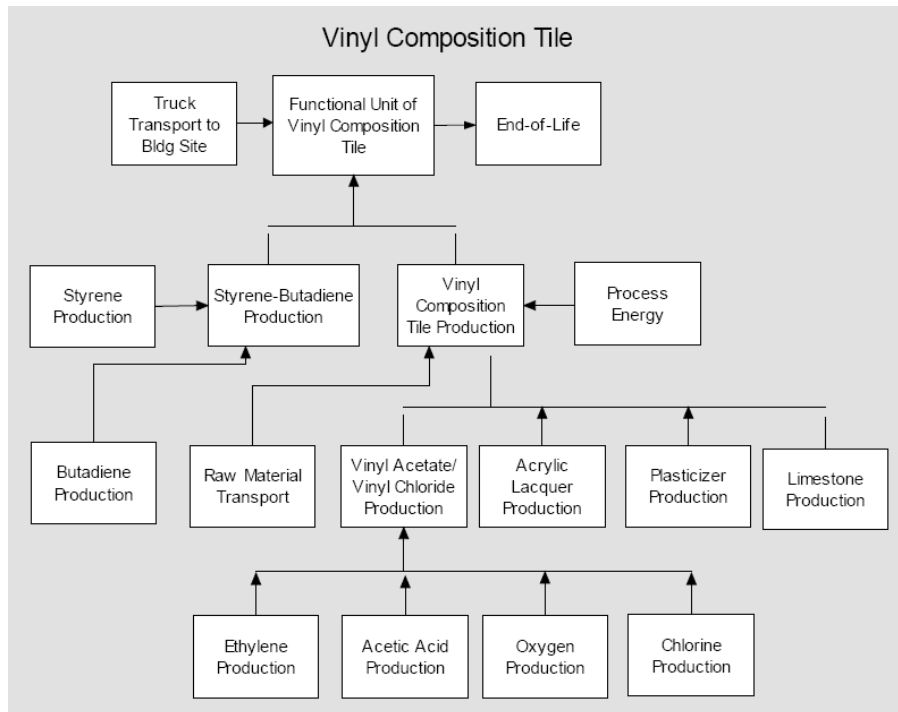 Vinyl Composition Tile
Truck
Transport to
Bldg Site
Functional Unit of
Vinyl Composition
Tile
End-of-Life
Styrene
Production
Styrene-Butadiene
Production
Vinyl
Composition
Tile Production
Process
Energy
Butadiene
Production
Raw Material
Transport
Vinyl Acetate/
Vinyl Chloride
Production
Acrylic
Lacquer
Production
Plasticizer
Production
Limestone
Production
Ethylene
Production
Acetic Acid
Production
Oxygen
Production
Chlorine
Production